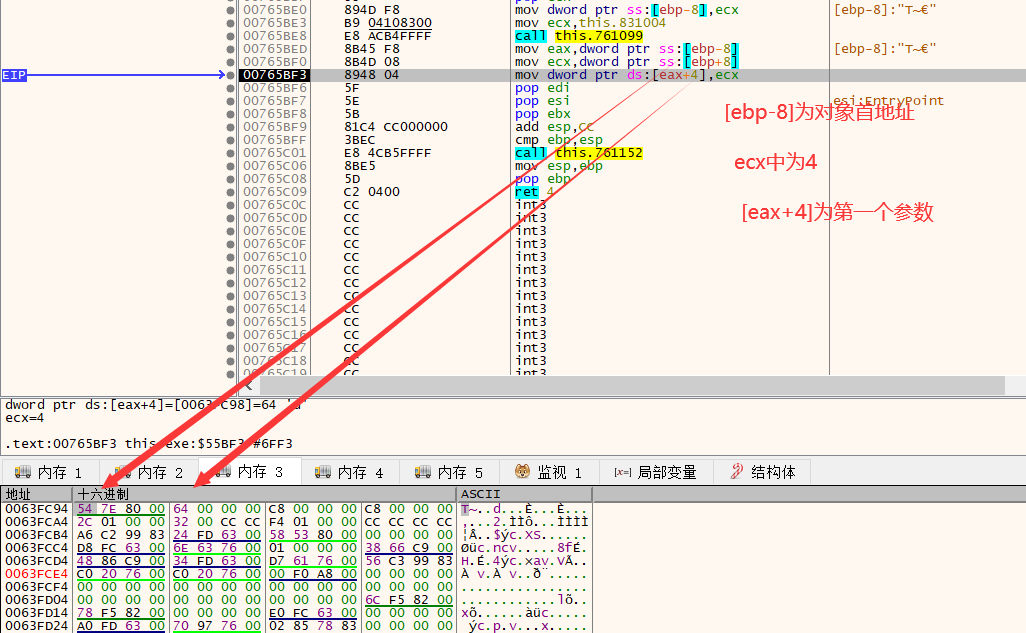 pop edi
mov dword ptr ss:[ebp-8],ecx
00765BE0 894D F8 mov dword ptr ss:[ebp-8],ecx [ebp-8]:"T~€"
00765BE3 B9 04108300 mov ecx,this.831004
00765BE8 E8 ACB4FFFF call this.761099
00765BED 8B45 F8 mov eax,dword ptr ss:[ebp-8] [ebp-8]:"T~€"
00765BF0 8B4D 08 mov ecx,dword ptr ss:[ebp+8]
EIP 00765BF3 8948 04 mov dword ptr ds:[eax+4],ecx
00765BF6 5F pop edi
00765BF7 5E pop esi esi:EntryPoint
00765BF8 5B pop ebx
[ebp-8]为对象首地址
00765BF9 81C4 CC000000 add esp,CC
00765BFF 3BEC cmp ebp,esp
00765C01 E8 4CB5FFFF call this.761152
ecx中为4
00765C06 8BE5 mov esp,ebp
00765C08 5D pop ebp
00765C09 C2 0400 ret 4
00765C0C CC int3
[eax+4]为第一个参数
00765C0D CC int3
00765C0E CC int3
00765C0F CC int3
00765C10 CC int3
00765C11 CC int3
00765C12 CC int3
00765C13 CC int3
00765C14 CC int3
00765C15 CC int3
00765C16 CC int3
00765C17 CC int3
00765C18 CC int3
00765C19 CC int3
dword ptr ds:[eax+4]=[0063FC98]=64 'd'
ecx=4
.text:00765BF3 this.exe:$55BF3 #6FF3
内存 1 内存 2 内存 3 内存 4 内存 5 监视 1 [x=] 局部变量 结构体
地址 十六进制 ASCII
0063FC94 54 7E 80 00 64 00 00 00 C8 00 00 00 C8 00 00 00 T~..d...È...È...
0063FCA4 2C 01 00 00 32 00 CC CC F4 01 00 00 CC CC CC CC ,...2.ÌÌô...ÌÌÌÌ
0063FCB4 A6 C2 99 83 24 FD 63 00 58 53 80 00 00 00 00 00 ¦Â..$ýc.XS......
0063FCC4 D8 FC 63 00 6E 63 76 00 01 00 00 00 38 66 C9 00 Øüc.ncv.....8fÉ.
0063FCD4 48 86 C9 00 34 FD 63 00 D7 61 76 00 56 C3 99 83 H.É.4ýc.×av.VÃ..
0063FCE4 C0 20 76 00 C0 20 76 00 00 F0 A8 00 00 00 00 00 À v.À v..ð¨.....
0063FCF4 00 00 00 00 00 00 00 00 00 00 00 00 00 00 00 00 ................
0063FD04 00 00 00 00 00 00 00 00 00 00 00 00 6C F5 82 00 ............lõ..
0063FD14 78 F5 82 00 00 00 00 00 E0 FC 63 00 00 00 00 00 xõ......àüc.....
0063FD24 A0 FD 63 00 70 97 76 00 02 85 78 83 00 00 00 00 ýc.p.v...x.....